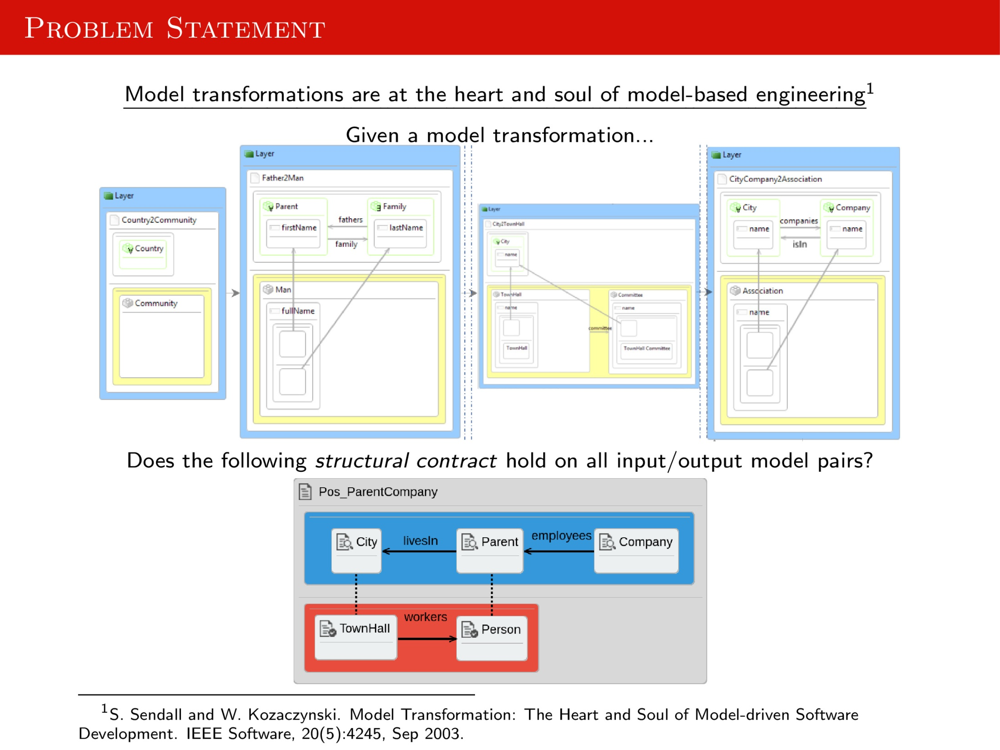 PROBLEM STATEMENT
Model transformations are at the heart and soul of model-based engineering1
Given a model transformation...
Layer
Country2Community
Country
Community
Layer
Father2Man
Parent
Family
firstName
fathers
lastName
family
Man
fullName
Layer
City2TownHall
City
name
TownHall
Committee
name
name
committee
TownHall
TownHall Committee
Layer
CityCompany2Association
City
Company
name
companies
name
isIn
Association
name
Does the following structural contract hold on all input/output model pairs?
Pos_ParentCompany
City
livesIn
Parent
employees
Company
TownHall
workers
Person
1S. Sendall and W. Kozaczynski. Model Transformation: The Heart and Soul of Model-driven Software
Development. IEEE Software, 20(5):4245, Sep 2003.